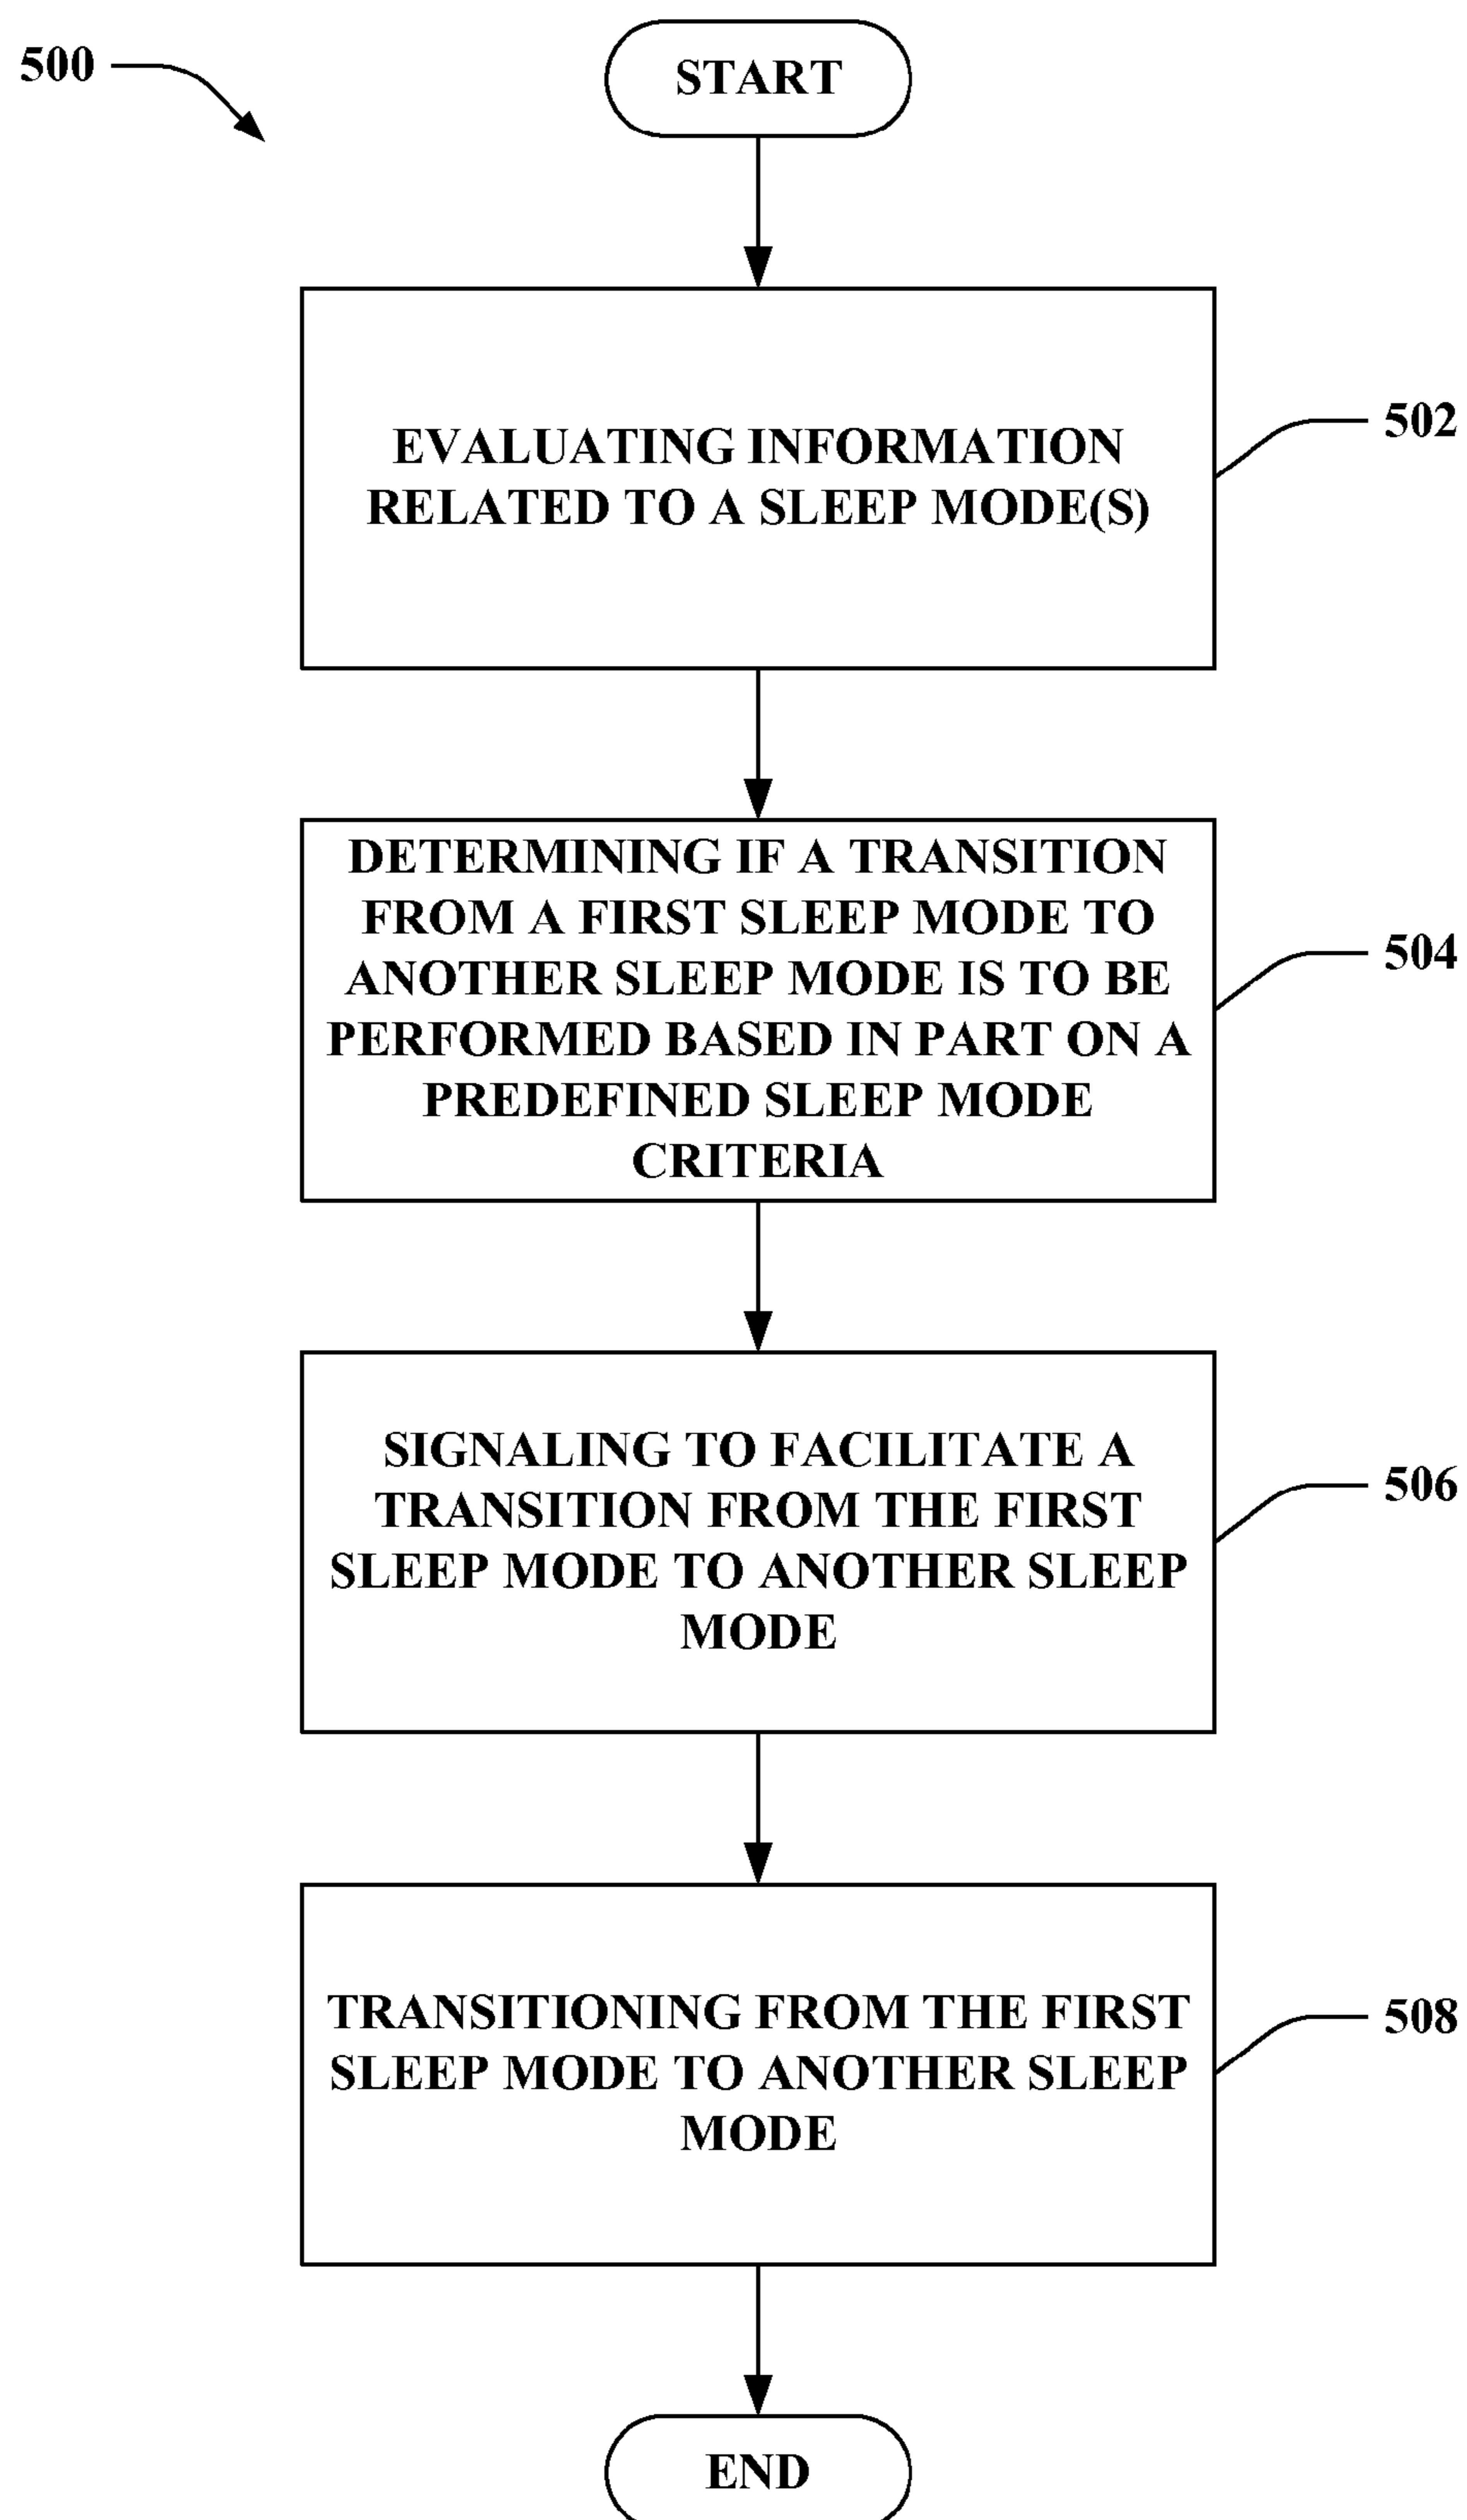 500
START
EVALUATING INFORMATION
RELATED TO A SLEEP MODE(S)
502
DETERMINING IF A TRANSITION
FROM A FIRST SLEEP MODE TO
ANOTHER SLEEP MODE IS TO BE
PERFORMED BASED IN PART ON A
PREDEFINED SLEEP MODE
CRITERIA
504
SIGNALING TO FACILITATE A
TRANSITION FROM THE FIRST
SLEEP MODE TO ANOTHER SLEEP
MODE
506
TRANSITIONING FROM THE FIRST
SLEEP MODE TO ANOTHER SLEEP
MODE
508
END